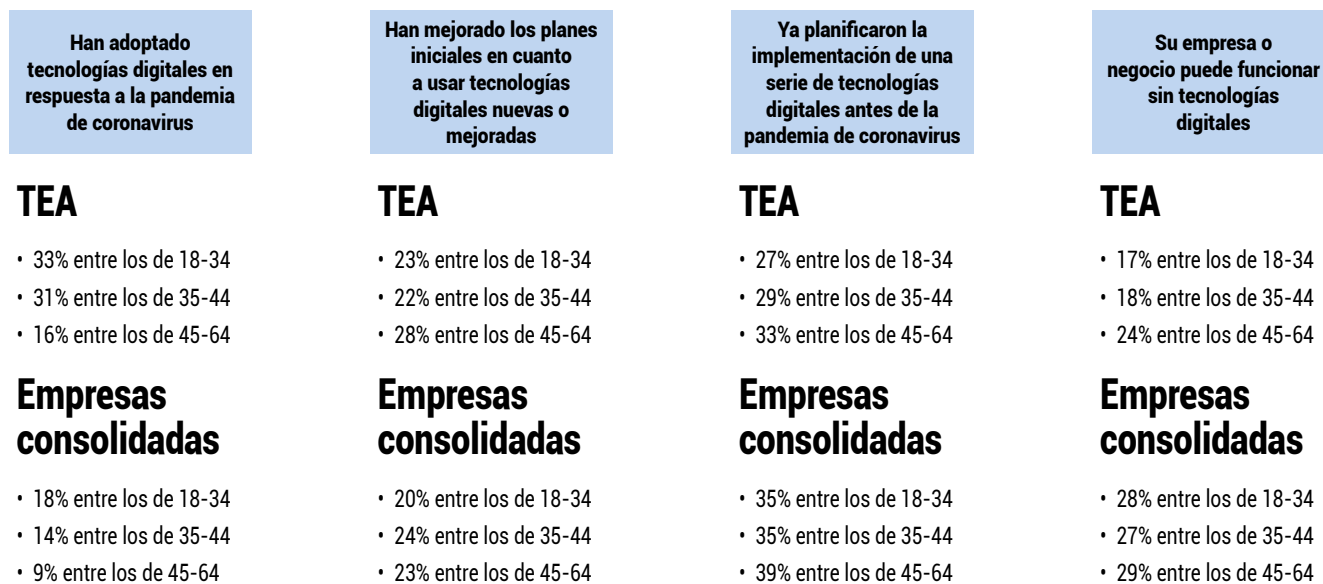 Han adoptado
tecnologías digitales en
respuesta a la pandemia
de coronavirus
TEA
• 33% entre los de 18-34
• 31% entre los de 35-44
• 16% entre los de 45-64
Empresas
consolidadas
• 18% entre los de 18-34
• 14% entre los de 35-44
• 9% entre los de 45-64
Han mejorado los planes
iniciales en cuanto
a usar tecnologías
digitales nuevas o
mejoradas
TEA
• 23% entre los de 18-34
• 22% entre los de 35-44
• 28% entre los de 45-64
Empresas
consolidadas
• 20% entre los de 18-34
• 24% entre los de 35-44
• 23% entre los de 45-64
Ya planificaron la
implementación de una
serie de tecnologías
digitales antes de la
pandemia de coronavirus
TEA
• 27% entre los de 18-34
• 29% entre los de 35-44
• 33% entre los de 45-64
Empresas
consolidadas
• 35% entre los de 18-34
• 35% entre los de 35-44
• 39% entre los de 45-64
Su empresa o
negocio puede funcionar
sin tecnologías
digitales
TEA
• 17% entre los de 18-34
• 18% entre los de 35-44
• 24% entre los de 45-64
Empresas
consolidadas
• 28% entre los de 18-34
• 27% entre los de 35-44
• 29% entre los de 45-64